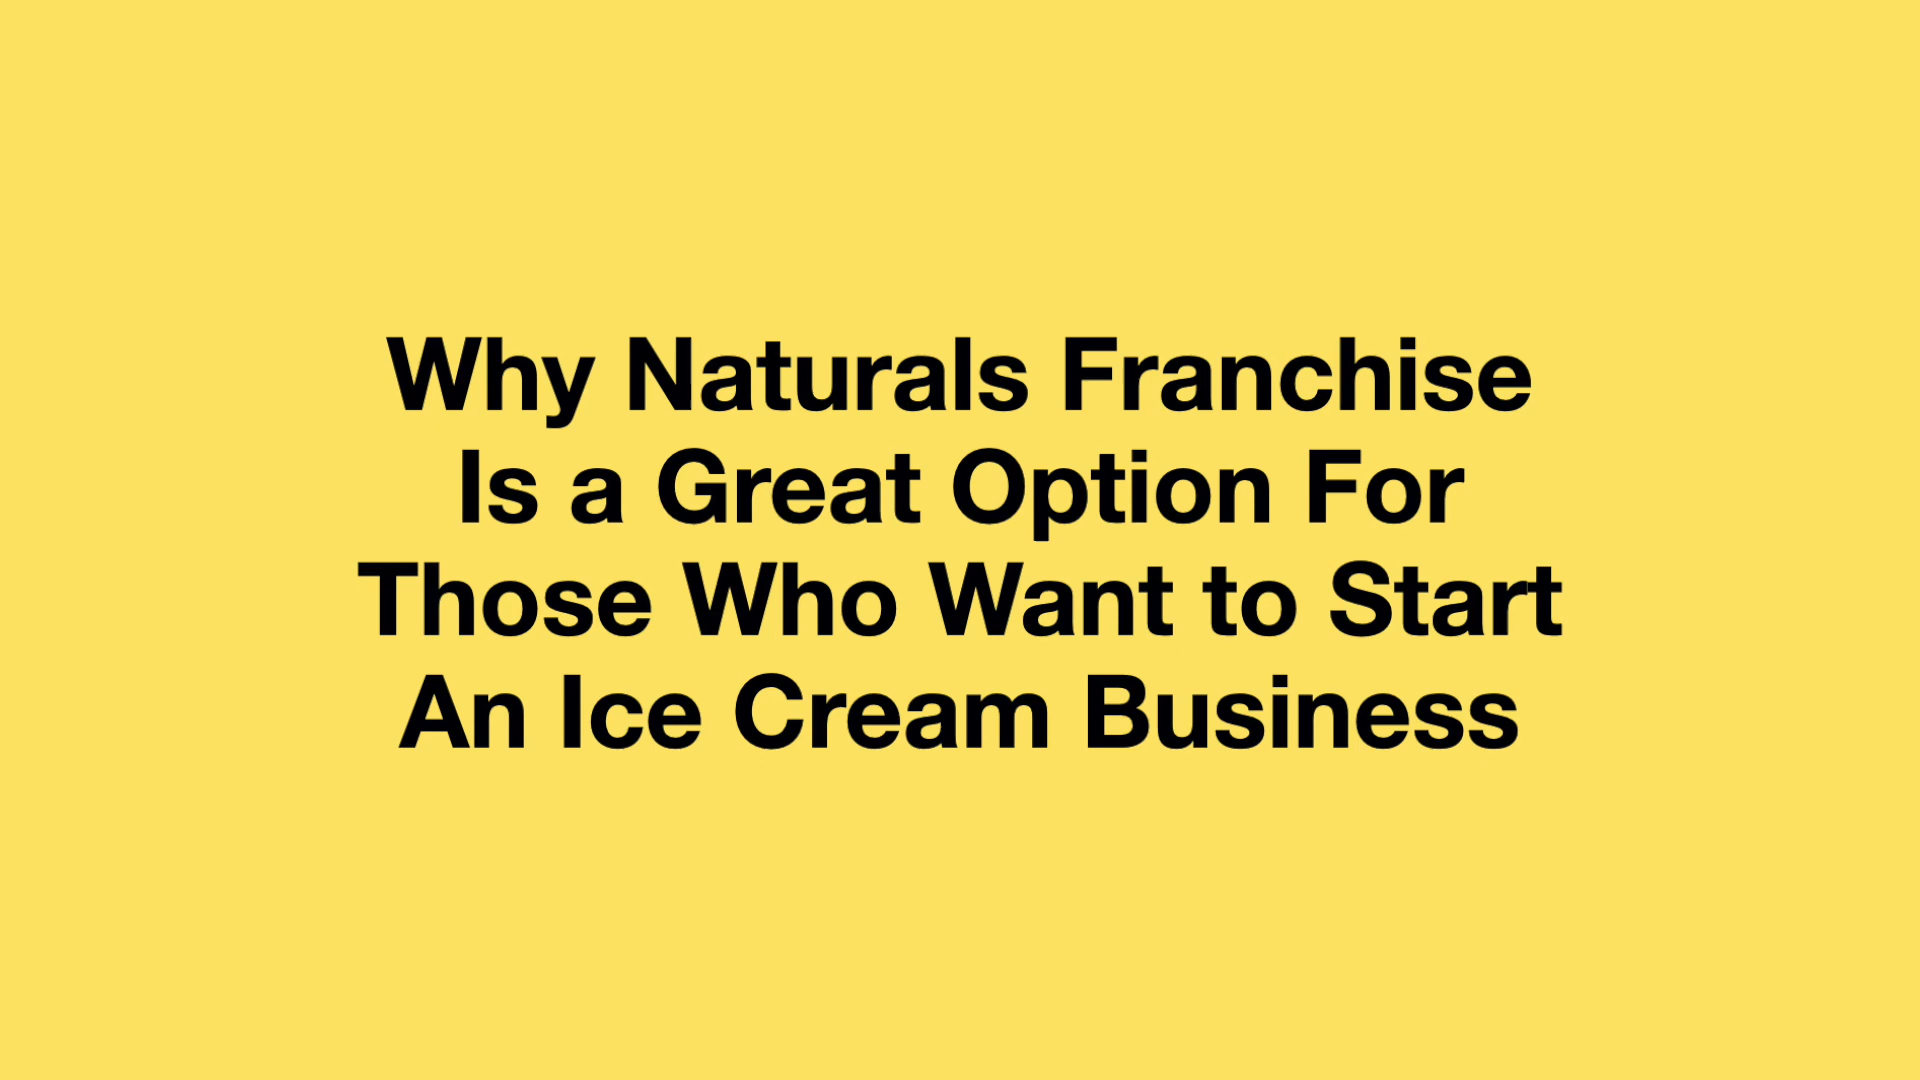 Why Naturals Franchise
Is a Great Option For
Those Who Want to Start
An Ice Cream Business